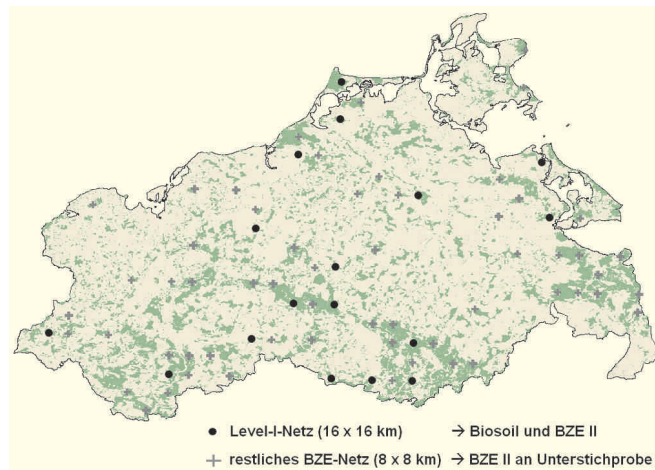 Level-I-Netz (16 x 16 km) → Biosoil und BZE II
restliches BZE-Netz (8 x 8 km) → BZE II an Unterstichprobe